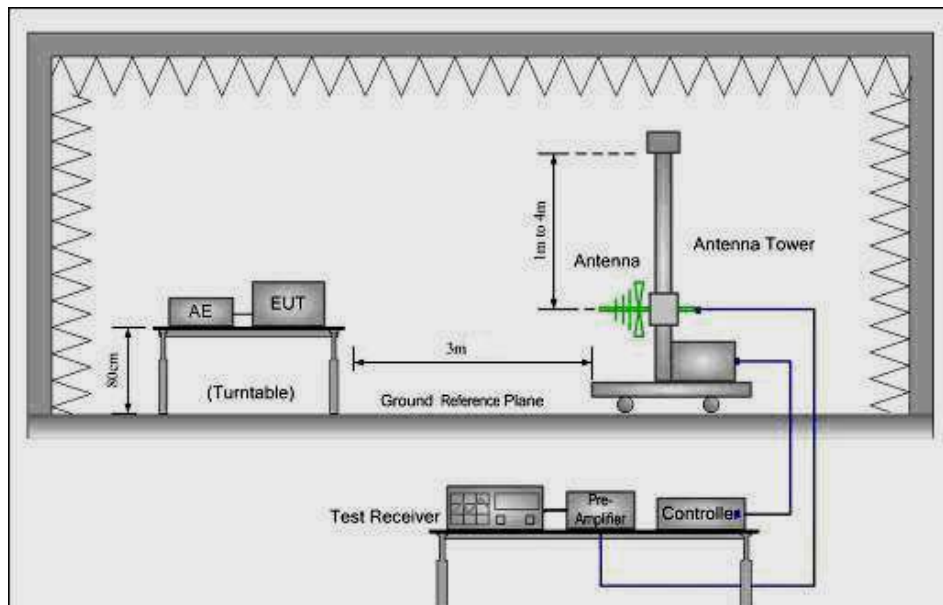 1m to 4m
Antenna Tower
Antenna
EUT
AE
3m
80cm
(Turntable)
Ground Reference Plane
Test Receiver
Pre-
Amplifier
Controller